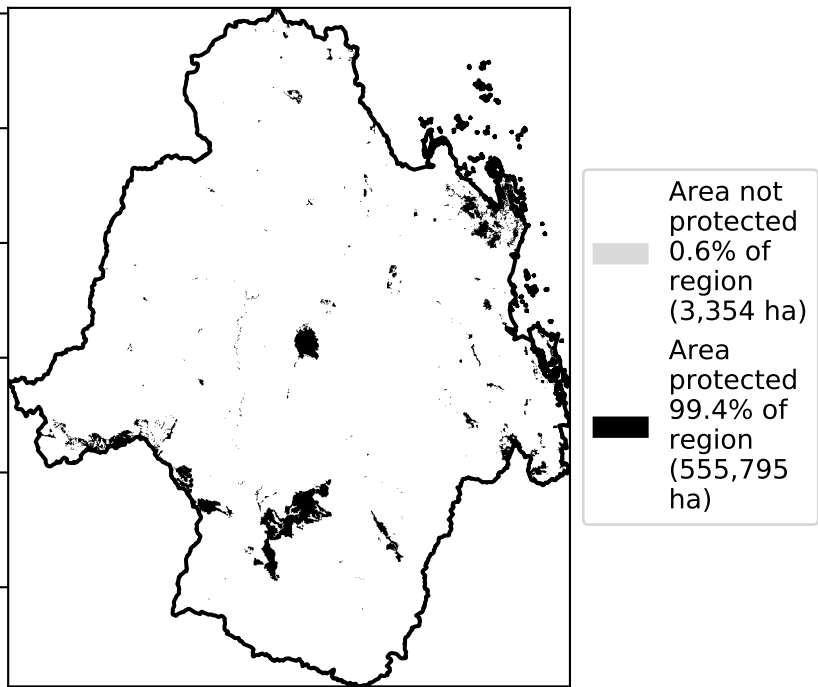 Area not
protected
0.6% of
region
(3,354 ha)
Area
protected
99.4% of
region
(555,795
ha)